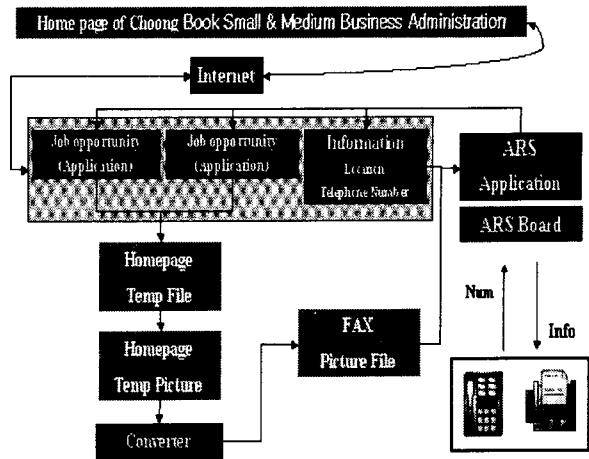 Home page of Choong Book Small & Medium Business Administration
Internet
Job opportunity
(Application)
Job opportunity
(Application)
Information
Location
Telephone Number
ARS
Application
ARS Board
Homepage
Temp File
Num
Info
FAX
Picture File
Homepage
Temp Picture
Converter